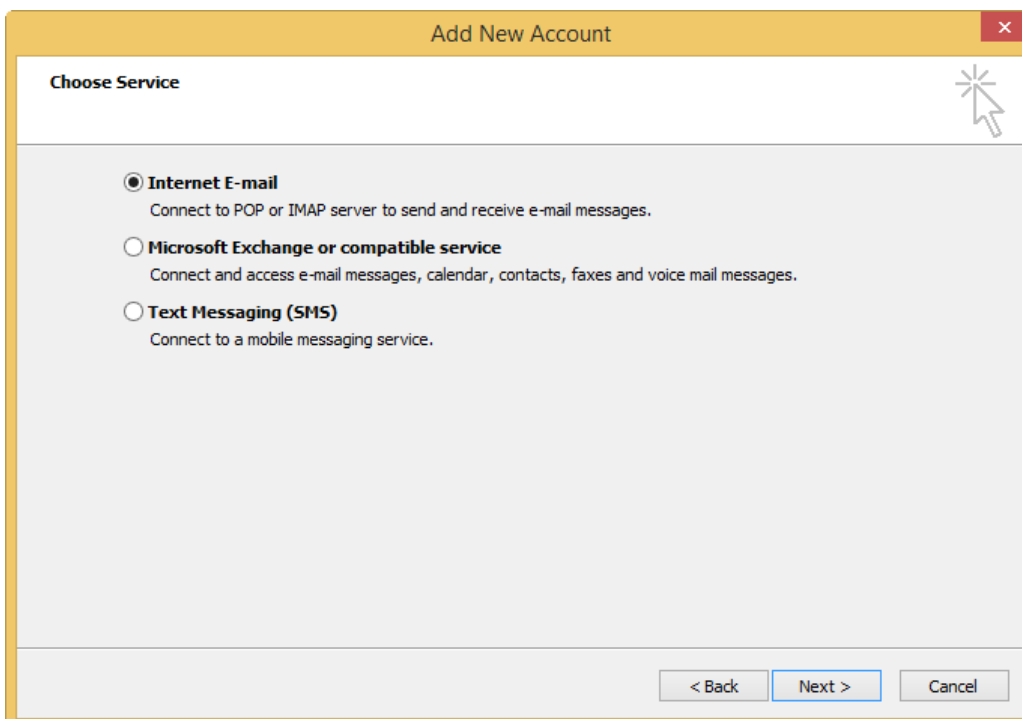 Add New Account
Choose Service
Internet E-mail
Connect to POP or IMAP server to send and receive e-mail messages.
Microsoft Exchange or compatible service
Connect and access e-mail messages, calendar, contacts, faxes and voice mail messages.
Text Messaging (SMS)
Connect to a mobile messaging service.
< Back Next > Cancel